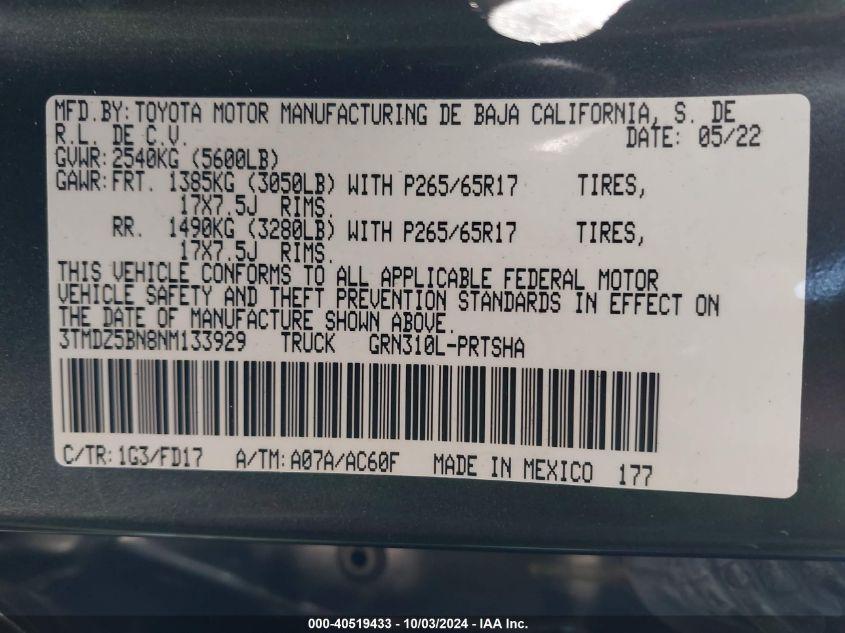 MFD.BY: TOYOTA MOTOR MANUFACTURING DE BAJA CALIFORNIA, S. DE
R.L. DE C.V. DATE: 05/22
GVWR: 2540KG (5600LB)
GAWR: FRT. 1385KG (3050LB) WITH P265/65R17 TIRES,
17X7.5J RIMS.
RR. 1490KG (3280LB) WITH P265/65R17 TIRES,
17X7.5J RIMS.
THIS VEHICLE CONFORMS TO ALL APPLICABLE FEDERAL MOTOR
VEHICLE SAFETY AND THEFT PREVENTION STANDARDS IN EFFECT ON
THE DATE OF MANUFACTURE SHOWN ABOVE.
3TMDZ5BN8NM133929 TRUCK GRN310L-PRTSHA
C/TR: 1G3/FD17 A/TM: A07A/AC60F MADE IN MEXICO 177
000-40519433 - 10/03/2024 - IAA Inc.